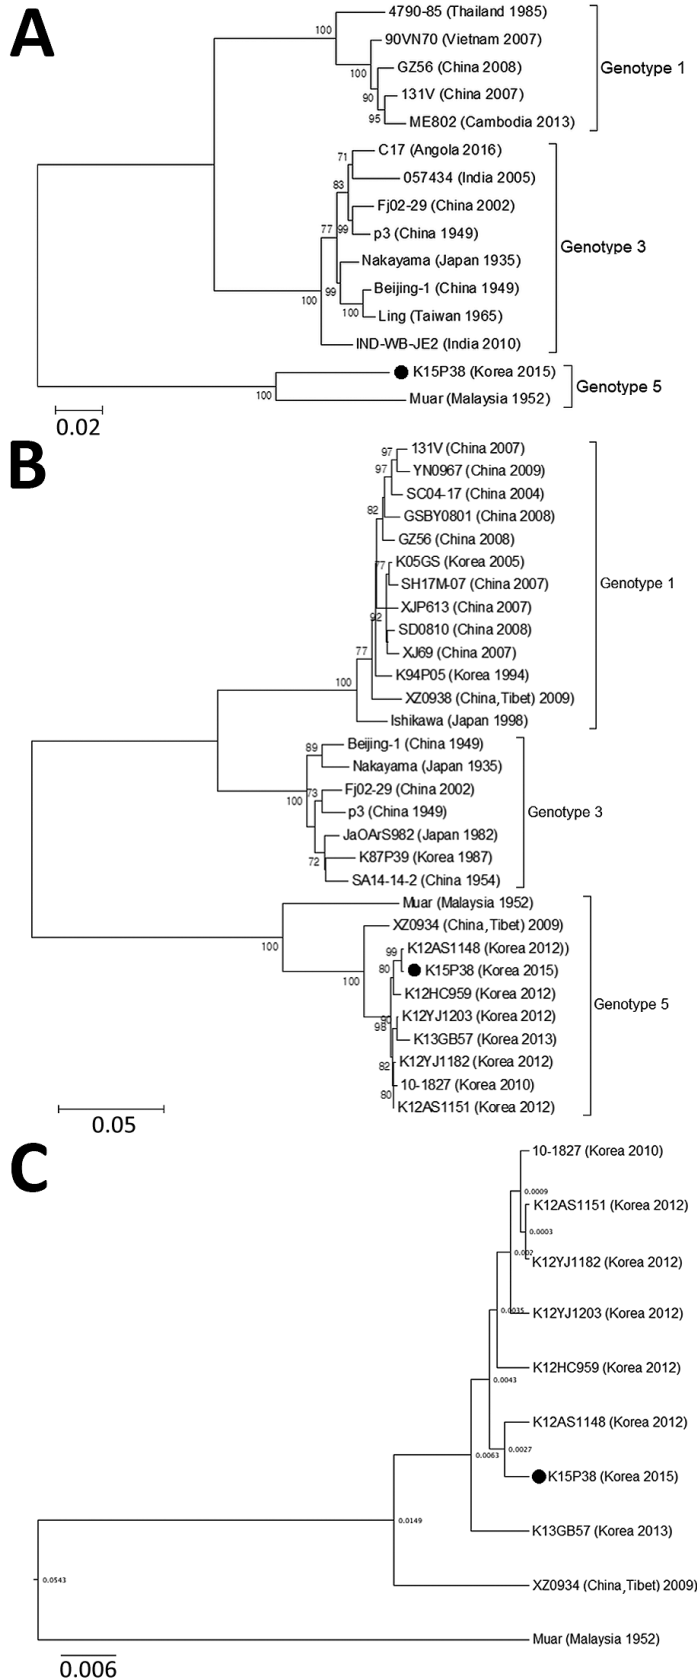 A
4790-85 (Thailand 1985)
100
90VN70 (Vietnam 2007)
GZ56 (China 2008)
Genotype 1
100
131V (China 2007)
90
ME802 (Cambodia 2013)
95
C17 (Angola 2016)
71
057434 (India 2005)
83
Fj02-29 (China 2002)
p3 (China 1949)
77
99
Genotype 3
Nakayama (Japan 1935)
Beijing-1 (China 1949)
99
100
Ling (Taiwan 1965)
100
IND-WB-JE2 (India 2010)
K15P38 (Korea 2015)
Genotype 5
100
Muar (Malaysia 1952)
0.02
B
131V (China 2007)
97
YN0967 (China 2009)
97
SC04-17 (China 2004)
GSBY0801 (China 2008)
82
GZ56 (China 2008)
K05GS (Korea 2005)
77
SH17M-07 (China 2007)
Genotype 1
XJP613 (China 2007)
92
SD0810 (China 2008)
XJ69 (China 2007)
77
K94P05 (Korea 1994)
100
XZ0938 (China,Tibet) 2009)
Ishikawa (Japan 1998)
Beijing-1 (China 1949)
89
Nakayama (Japan 1935)
Fj02-29 (China 2002)
73
100
p3 (China 1949)
Genotype 3
JaOArS982 (Japan 1982)
K87P39 (Korea 1987)
72
SA14-14-2 (China 1954)
Muar (Malaysia 1952)
XZ0934 (China,Tibet) 2009)
100
K12AS1148 (Korea 2012))
99
K15P38 (Korea 2015)
80
100
K12HC959 (Korea 2012)
Genotype 5
K12YJ1203 (Korea 2012)
90
98
K13GB57 (Korea 2013)
K12YJ1182 (Korea 2012)
82
10-1827 (Korea 2010)
80
K12AS1151 (Korea 2012)
0.05
C
10-1827 (Korea 2010)
0.0009
K12AS1151 (Korea 2012)
0.0003
0.002
K12YJ1182 (Korea 2012)
0.0035
K12YJ1203 (Korea 2012)
K12HC959 (Korea 2012)
0.0043
K12AS1148 (Korea 2012)
0.0027
0.0063
K15P38 (Korea 2015)
0.0149
K13GB57 (Korea 2013)
0.0543
XZ0934 (China,Tibet) 2009)
Muar (Malaysia 1952)
0.006